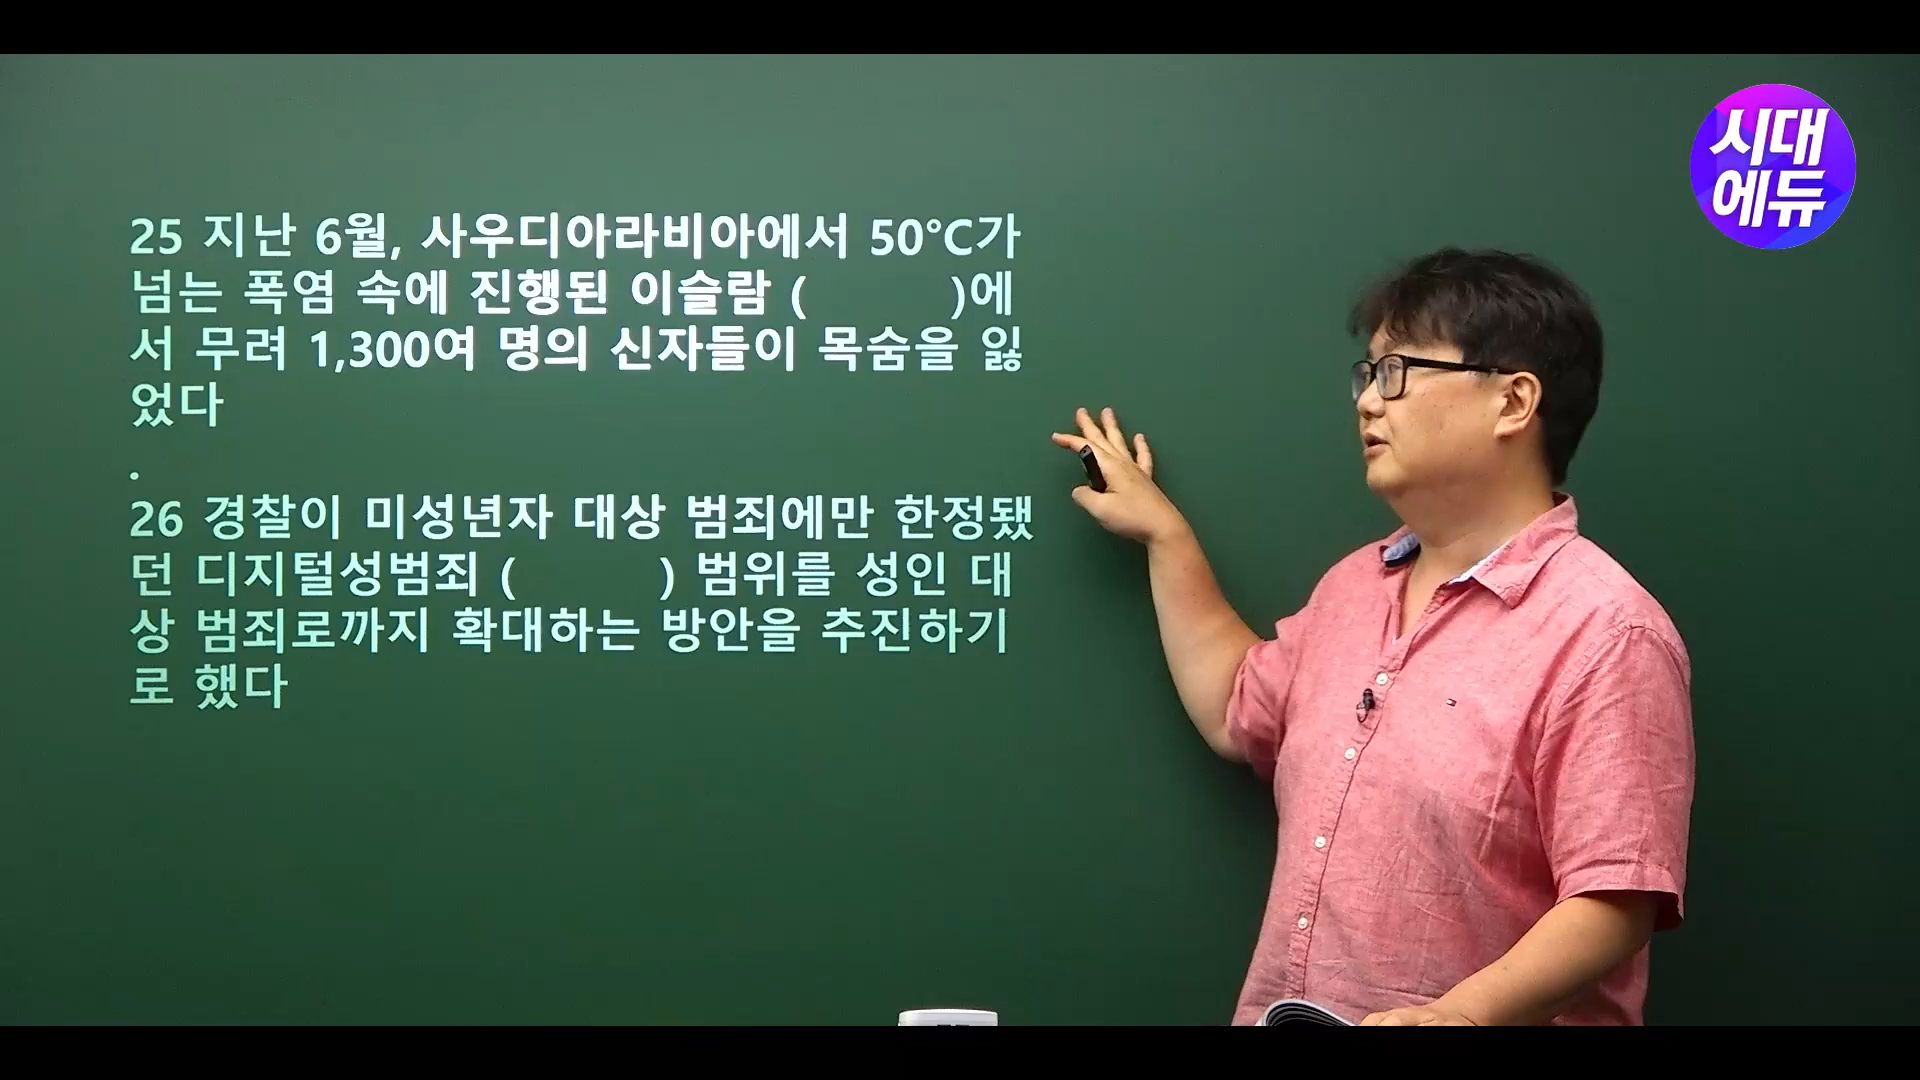 시대
에듀
25 지난 6월, 사우디아라비아에서 50°C가
넘는 폭염 속에 진행된 이슬람 ( )에
서 무려 1,300여 명의 신자들이 목숨을 잃
었다
.
26 경찰이 미성년자 대상 범죄에만 한정됐
던 디지털성범죄 ( ) 범위를 성인 대
상 범죄로까지 확대하는 방안을 추진하기
로 했다